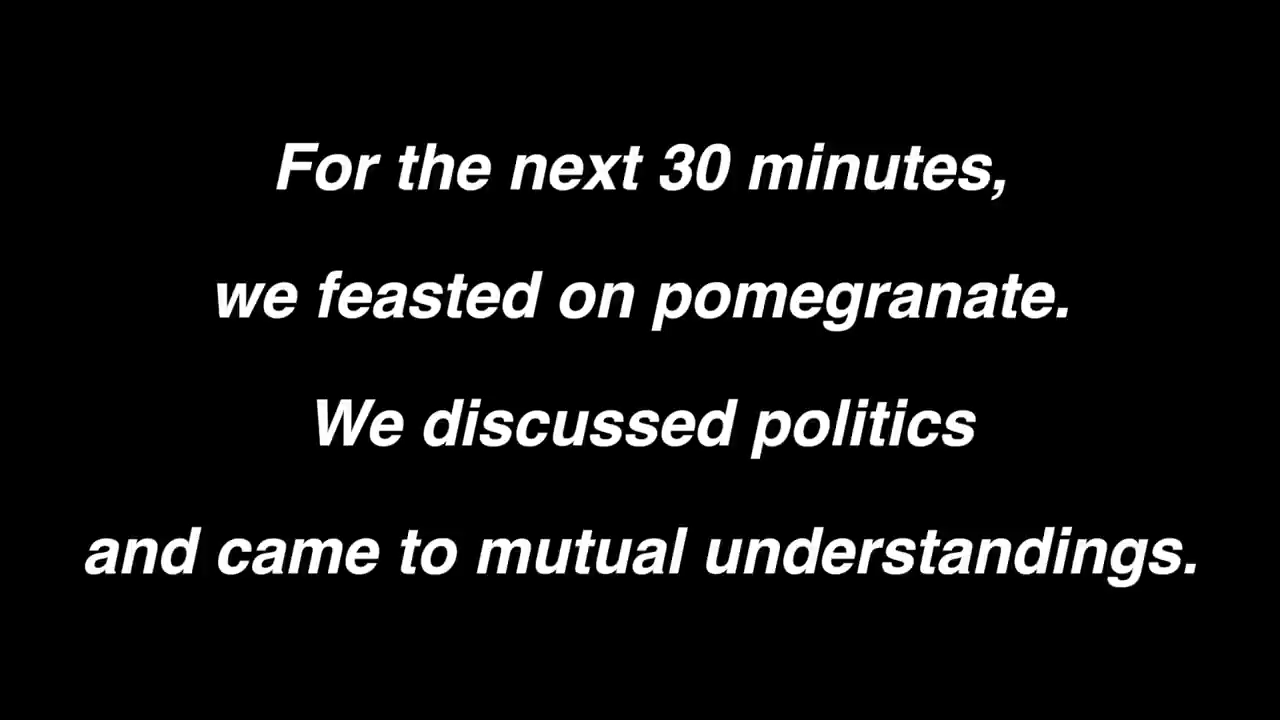 For the next 30 minutes,
we feasted on pomegranate.
We discussed politics
and came to mutual understandings.